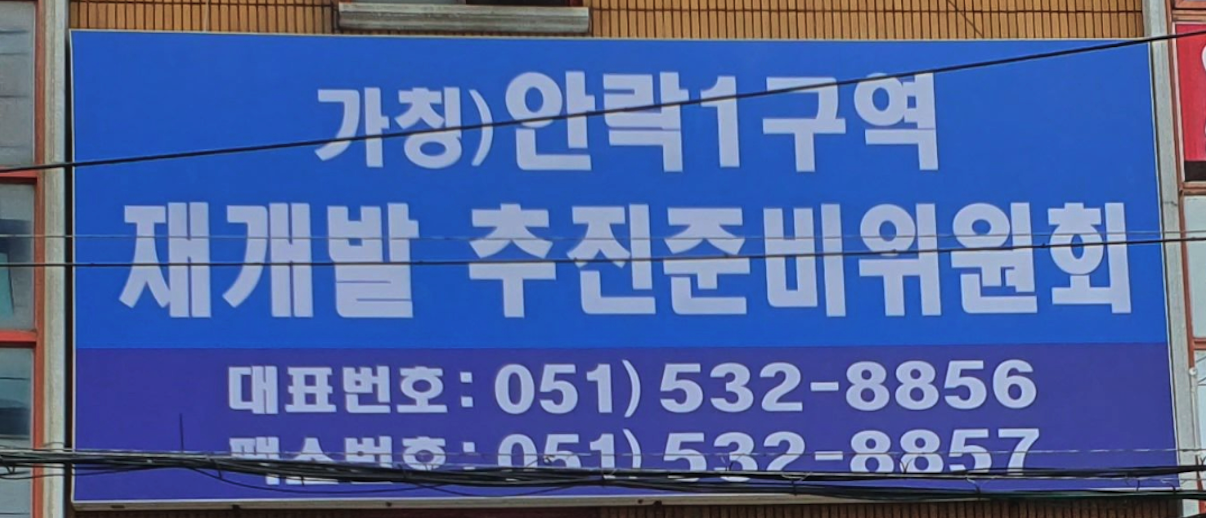 가칭)안락1구역
재개발 추진준비위원회
대표번호: 051) 532-8856
팩스번호: 051) 532-8857